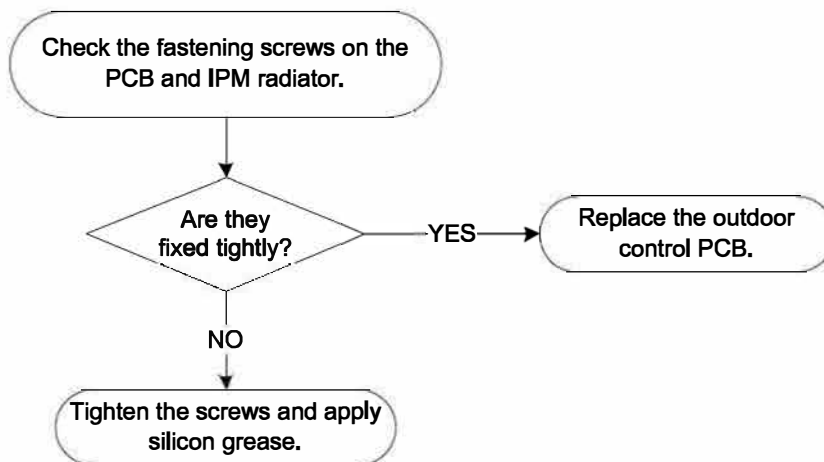 Check the fastening screws on the
PCB and IPM radiator.
Are they
fixed tightly?
YES
Replace the outdoor
control PCB.
NO
Tighten the screws and apply
silicon grease.